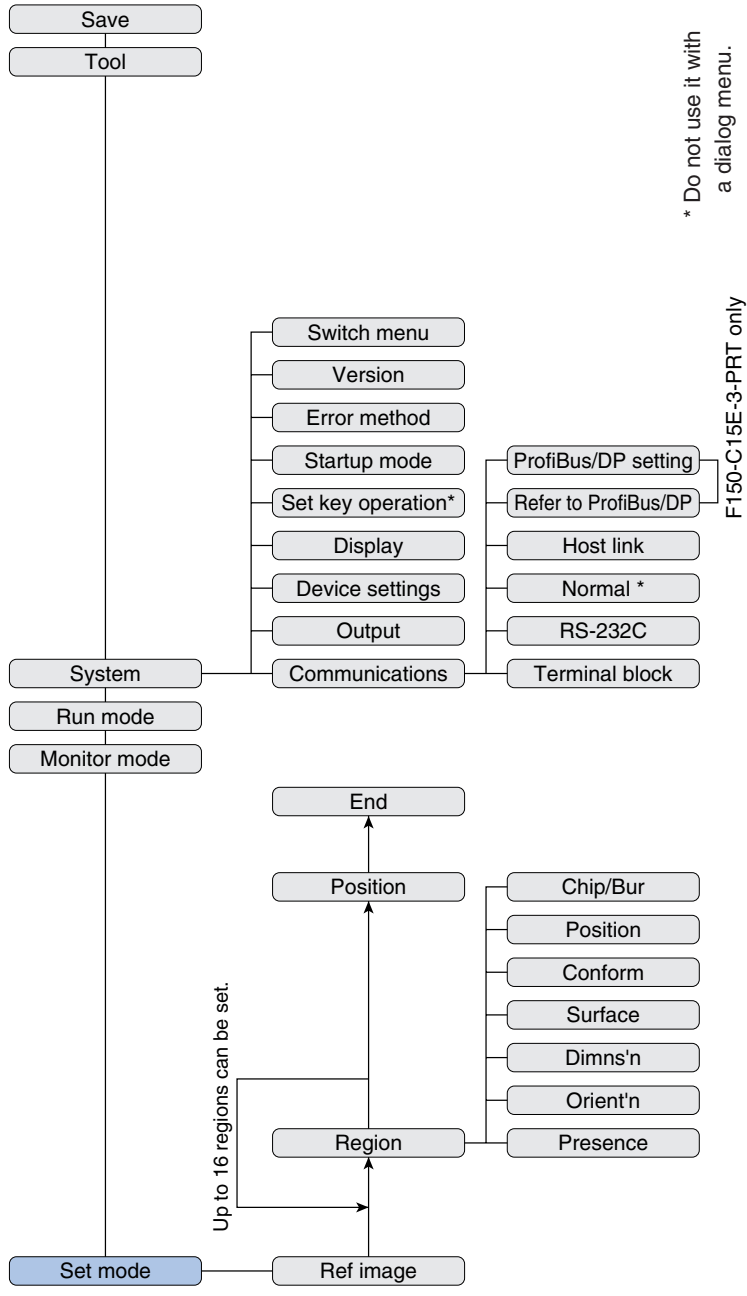 Save
Tool
* Do not use it with
a dialog menu.
Switch menu
Version
Error method
Startup mode
Set key operation*
Display
Device settings
Output
Communications
ProfiBus/DP setting
Refer to ProfiBus/DP
F150-C15E-3-PRT only
Host link
Normal *
RS-232C
Terminal block
System
Run mode
Monitor mode
End
Position
Up to 16 regions can be set.
Region
Chip/Bur
Position
Conform
Surface
Dimns'n
Orient'n
Presence
Set mode
Ref image